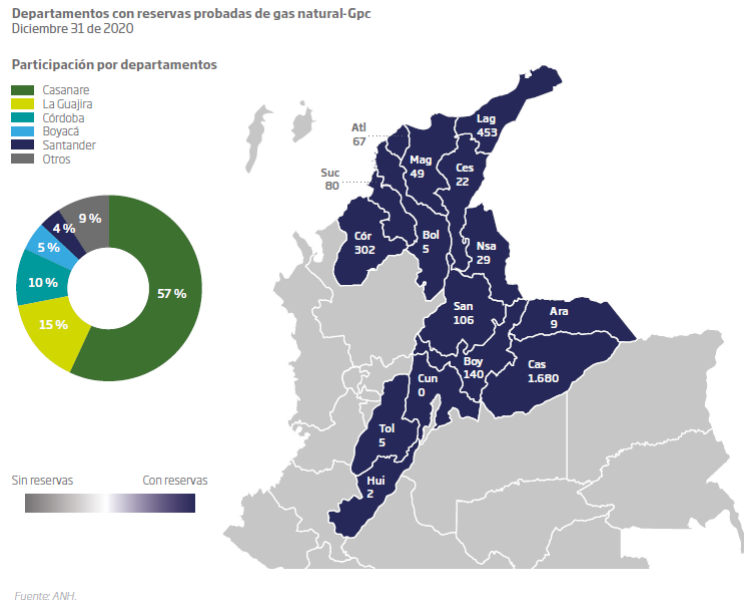 Departamentos con reservas probadas de gas natural-Gpc
Diciembre 31 de 2020
Participación por departamentos
Casanare
La Guajira
Córdoba
Boyacá
Santander
Otros
9 %
4 %
5 %
10 %
15 %
57 %
Sin reservas
Con reservas
Atl
67
Suc
80
Lag
453
Mag
49
Ces
22
Cór
302
Bol
5
Nsa
29
San
106
Ara
9
Boy
140
Cas
1.680
Cun
0
Tol
5
Hui
2
Fuente: ANH.